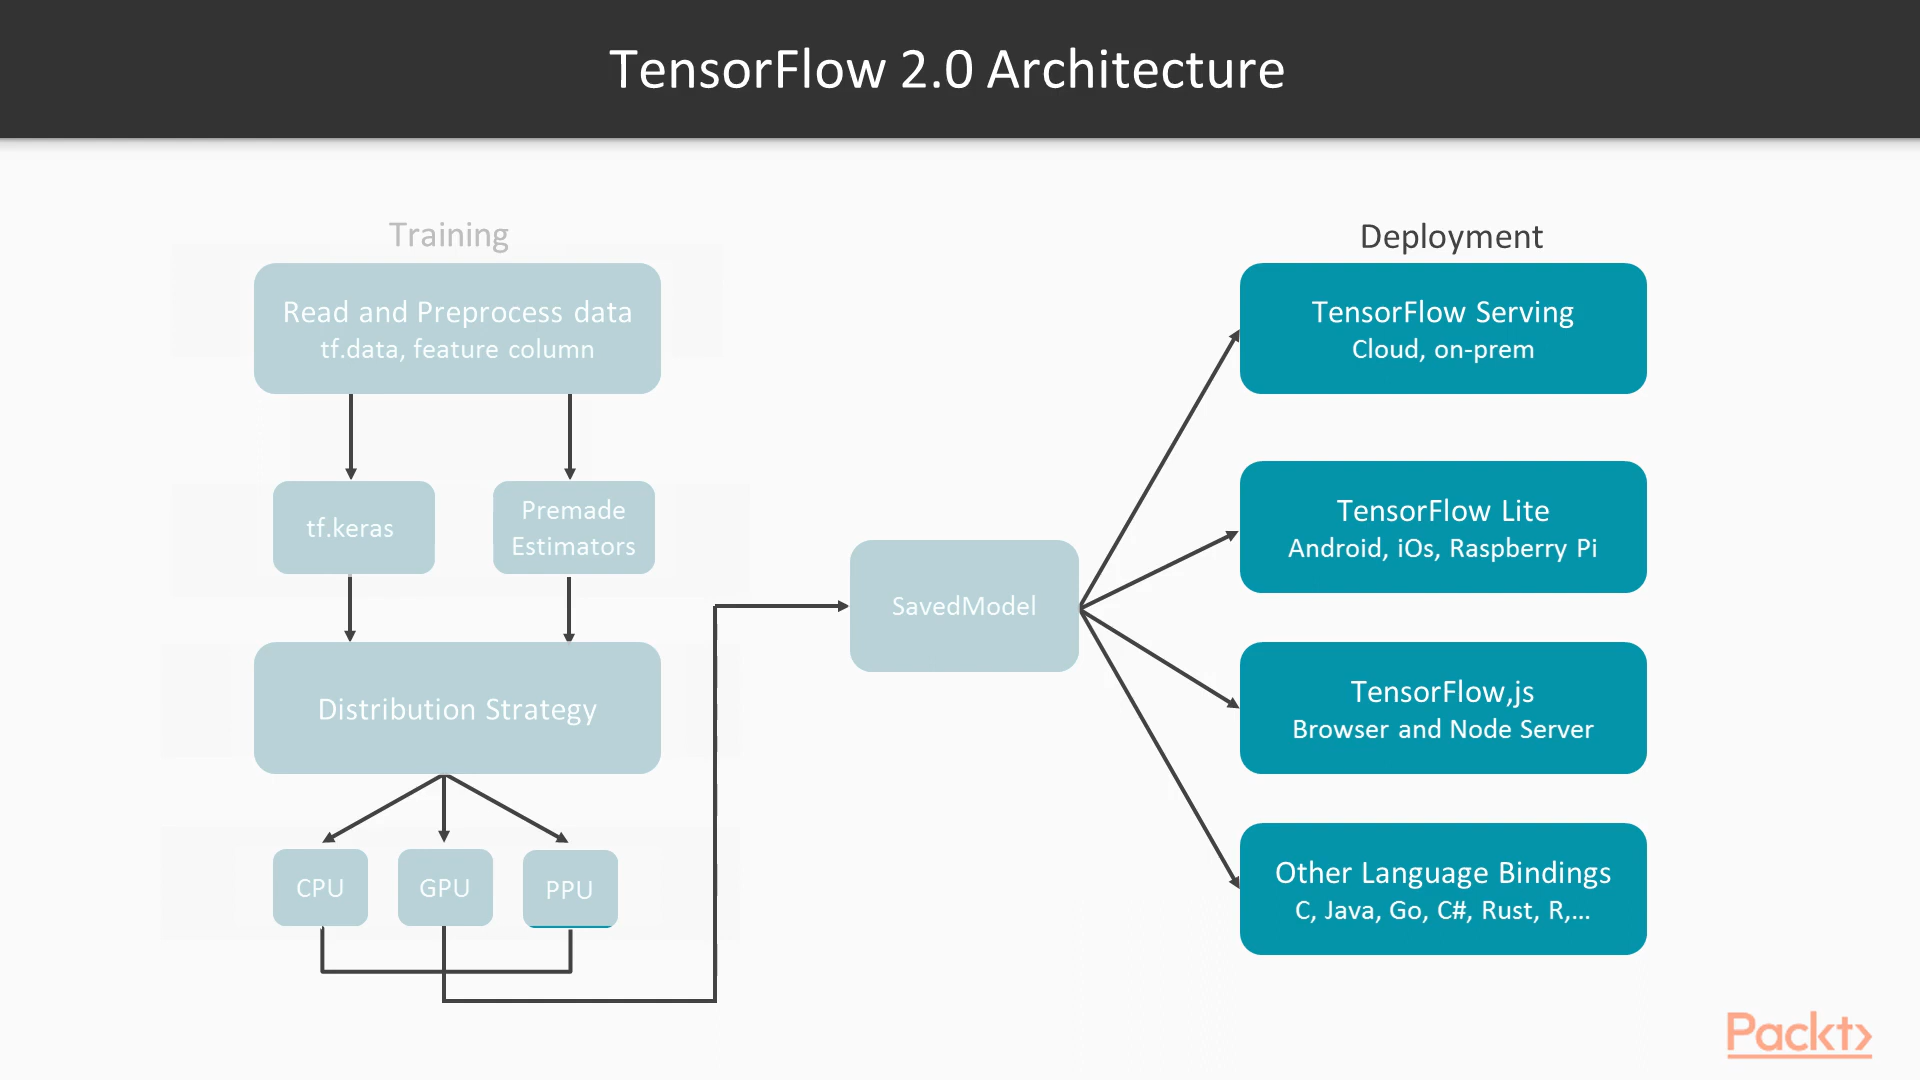 TensorFlow 2.0 Architecture
Training
Read and Preprocess data
tf.data, feature column
tf.keras
Premade
Estimators
Distribution Strategy
CPU
GPU
PPU
SavedModel
Deployment
TensorFlow Serving
Cloud, on-prem
TensorFlow Lite
Android, iOs, Raspberry Pi
TensorFlow,js
Browser and Node Server
Other Language Bindings
C, Java, Go, C#, Rust, R,...
Packt>